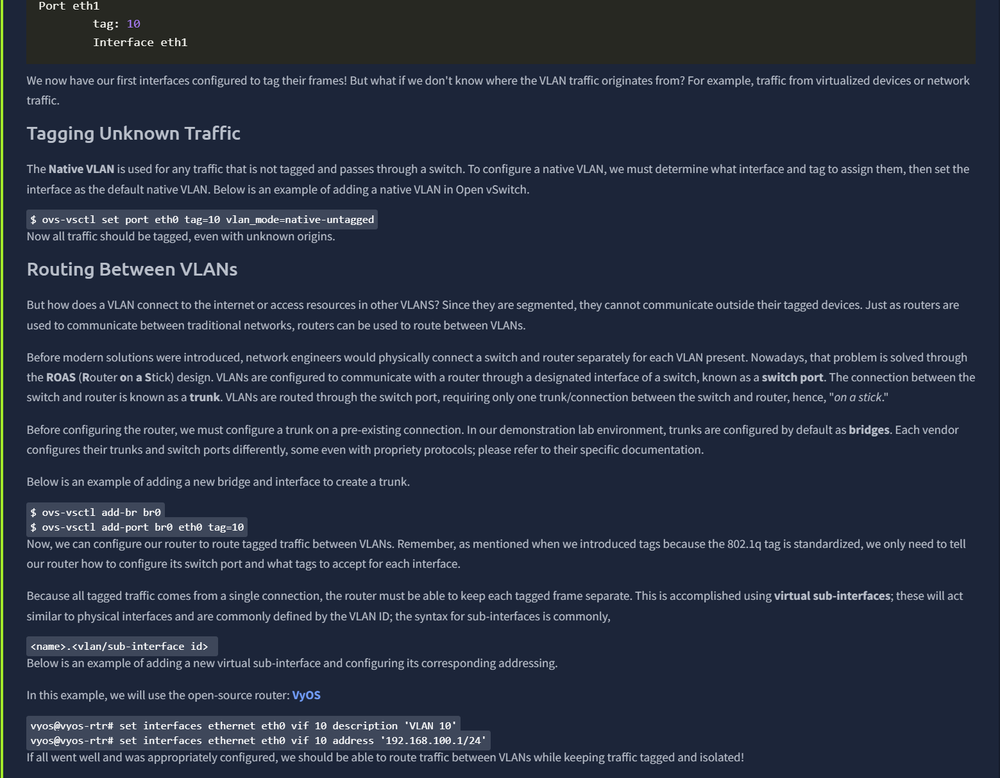 Port eth1
tag: 10
Interface eth1
We now have our first interfaces configured to tag their frames! But what if we don't know where the VLAN traffic originates from? For example, traffic from virtualized devices or network
traffic.
Tagging Unknown Traffic
The Native VLAN is used for any traffic that is not tagged and passes through a switch. To configure a native VLAN, we must determine what interface and tag to assign them, then set the
interface as the default native VLAN. Below is an example of adding a native VLAN in Open vSwitch.
$ ovs-vsctl set port eth0 tag=10 vlan_mode=native-untagged
Now all traffic should be tagged, even with unknown origins.
Routing Between VLANs
But how does a VLAN connect to the internet or access resources in other VLANS? Since they are segmented, they cannot communicate outside their tagged devices. Just as routers are
used to communicate between traditional networks, routers can be used to route between VLANs.
Before modern solutions were introduced, network engineers would physically connect a switch and router separately for each VLAN present. Nowadays, that problem is solved through
the ROAS (Router on a Stick) design. VLANs are configured to communicate with a router through a designated interface of a switch, known as a switch port. The connection between the
switch and router is known as a trunk. VLANs are routed through the switch port, requiring only one trunk/connection between the switch and router, hence, "on a stick."
Before configuring the router, we must configure a trunk on a pre-existing connection. In our demonstration lab environment, trunks are configured by default as bridges. Each vendor
configures their trunks and switch ports differently, some even with propriety protocols; please refer to their specific documentation.
Below is an example of adding a new bridge and interface to create a trunk.
$ ovs-vsctl add-br br0
$ ovs-vsctl add-port br0 eth0 tag=10
Now, we can configure our router to route tagged traffic between VLANs. Remember, as mentioned when we introduced tags because the 802.1q tag is standardized, we only need to tell
our router how to configure its switch port and what tags to accept for each interface.
Because all tagged traffic comes from a single connection, the router must be able to keep each tagged frame separate. This is accomplished using virtual sub-interfaces; these will act
similar to physical interfaces and are commonly defined by the VLAN ID; the syntax for sub-interfaces is commonly,
<name>.<vlan/sub-interface id>
Below is an example of adding a new virtual sub-interface and configuring its corresponding addressing.
In this example, we will use the open-source router: VyOS
vyos@vyos-rtr# set interfaces ethernet eth0 vif 10 description 'VLAN 10'
vyos@vyos-rtr# set interfaces ethernet eth0 vif 10 address '192.168.100.1/24'
If all went well and was appropriately configured, we should be able to route traffic between VLANs while keeping traffic tagged and isolated!